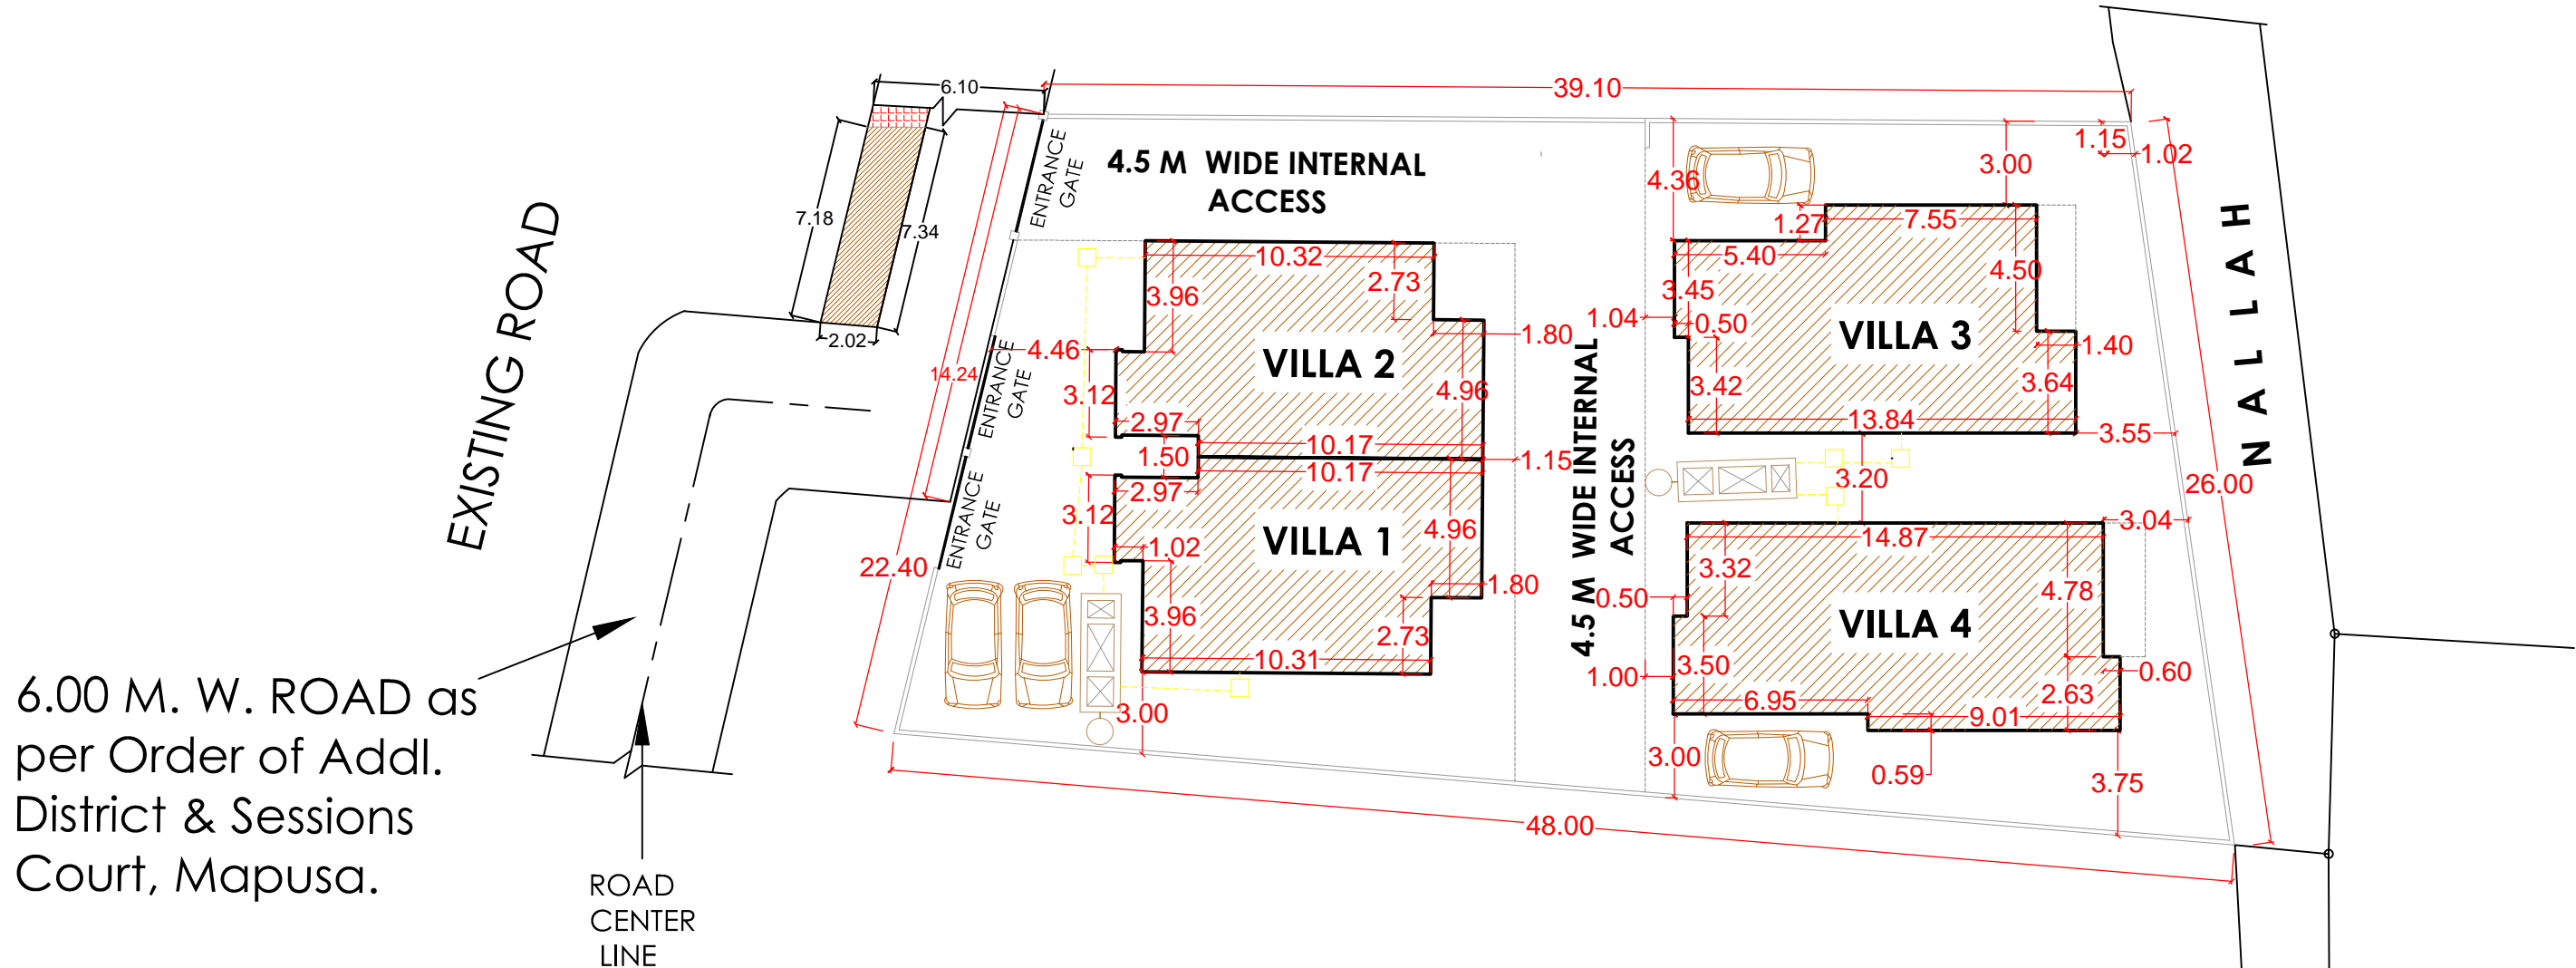 6.10
39.10
1.15
1.02
ENTRANCE
GATE
4.5 M WIDE INTERNAL
ACCESS
4.36
3.00
7.18
7.34
1.27
7.55
EXISTING ROAD
10.32
2.73
3.96
5.40
4.50
3.45
0.50
1.04
NALLAH
2.02
4.46
14.24
ENTRANCE
GATE
VILLA 2
1.80
4.5 M WIDE INTERNAL
ACCESS
VILLA 3
1.40
3.12
4.96
3.42
3.64
2.97
10.17
13.84
3.55
1.50
10.17
1.15
3.20
26.00
2.97
ENTRANCE
GATE
3.12
1.02
VILLA 1
4.96
14.87
3.04
22.40
1.80
3.32
4.78
0.50
3.96
2.73
VILLA 4
10.31
1.00
3.50
0.60
6.95
2.63
9.01
3.00
3.00
0.59
3.75
48.00
6.00 M. W. ROAD as
per Order of Addl.
District & Sessions
Court, Mapusa.
ROAD
CENTER
LINE